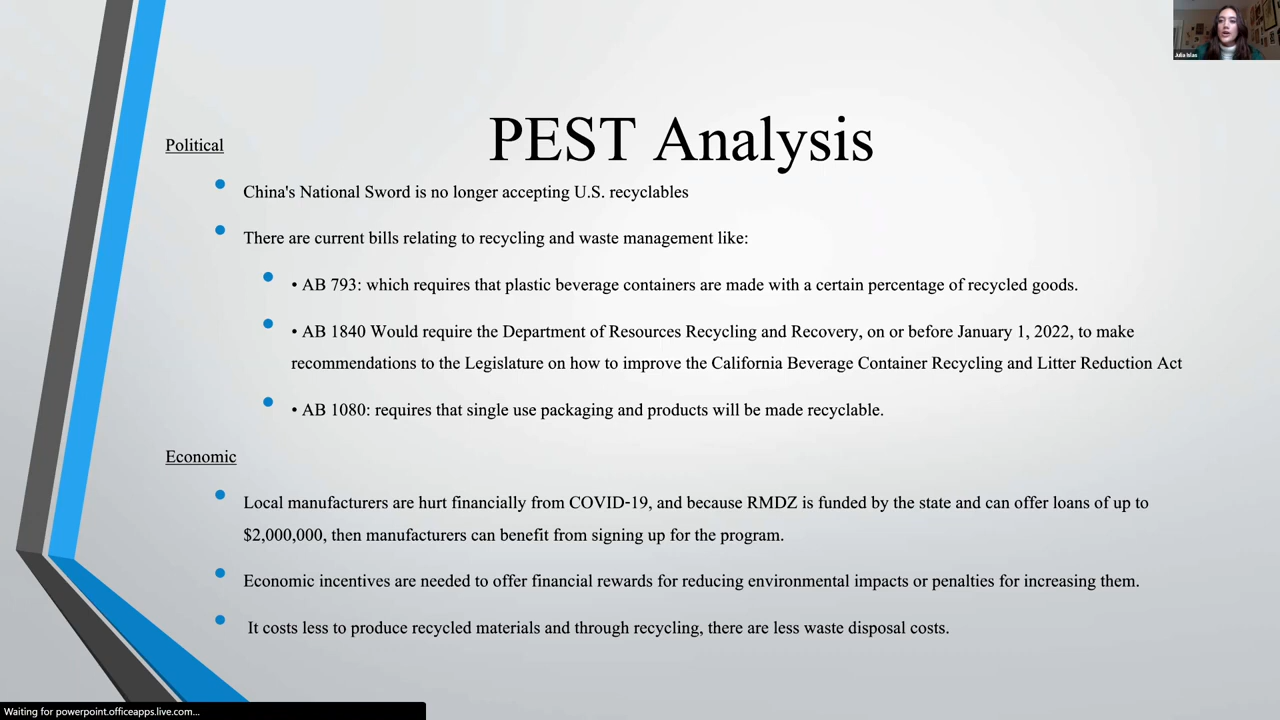 PEST Analysis
Political
China's National Sword is no longer accepting U.S. recyclables
There are current bills relating to recycling and waste management like:
• AB 793: which requires that plastic beverage containers are made with a certain percentage of recycled goods.
• AB 1840 Would require the Department of Resources Recycling and Recovery, on or before January 1, 2022, to make
recommendations to the Legislature on how to improve the California Beverage Container Recycling and Litter Reduction Act
• AB 1080: requires that single use packaging and products will be made recyclable.
Economic
Local manufacturers are hurt financially from COVID-19, and because RMDZ is funded by the state and can offer loans of up to
$2,000,000, then manufacturers can benefit from signing up for the program.
Economic incentives are needed to offer financial rewards for reducing environmental impacts or penalties for increasing them.
It costs less to produce recycled materials and through recycling, there are less waste disposal costs.
Waiting for powerpoint.officeapps.live.com...
Julia